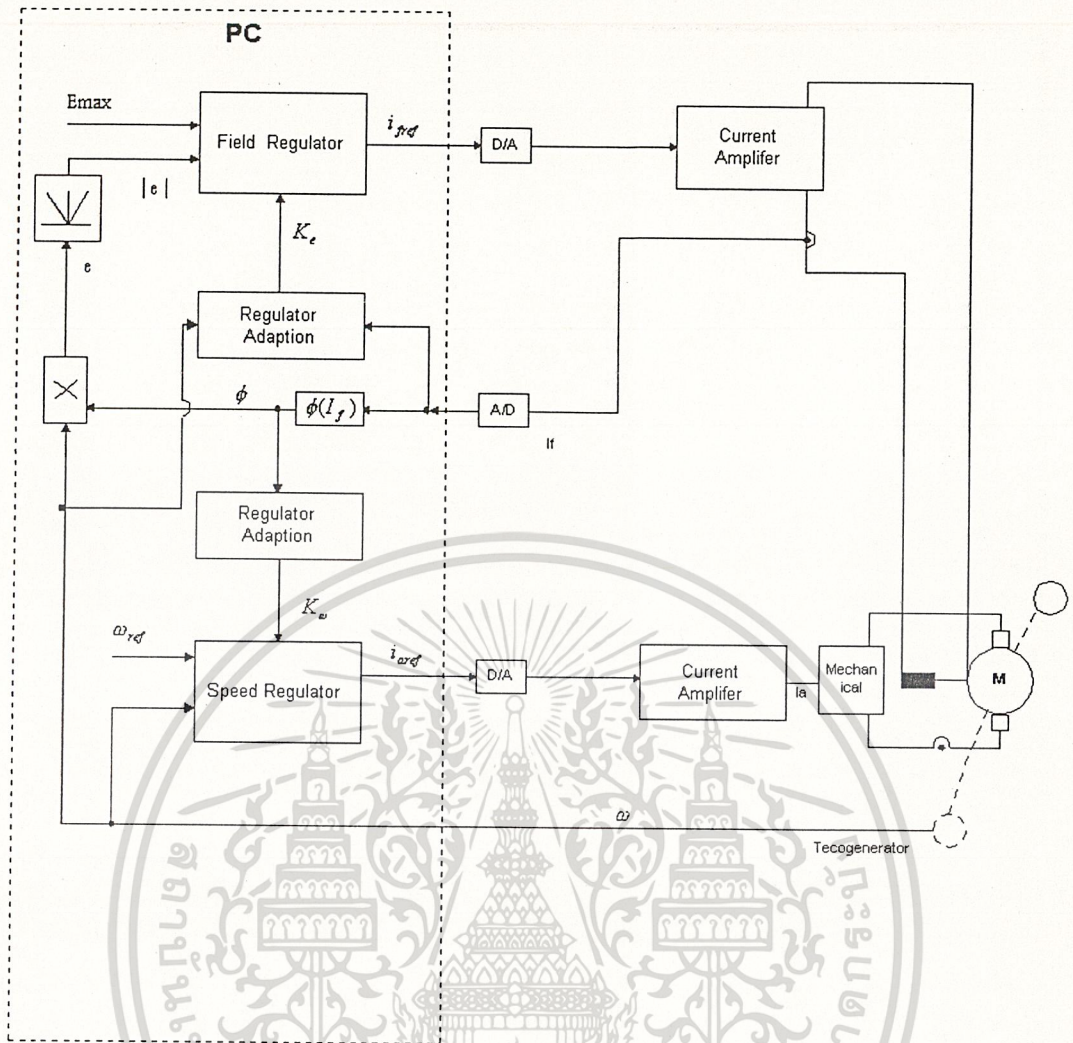 PC
Emax
Field Regulator
i_fref
D/A
Current
Amplifer
|e|
K_e
e
Regulator
Adaption
ϕ
ϕ(I_f)
A/D
If
Regulator
Adaption
K_ω
ω_ref
Speed Regulator
i_aref
D/A
Current
Amplifer
Ia
Mechan
ical
M
ω
Tecogenerator